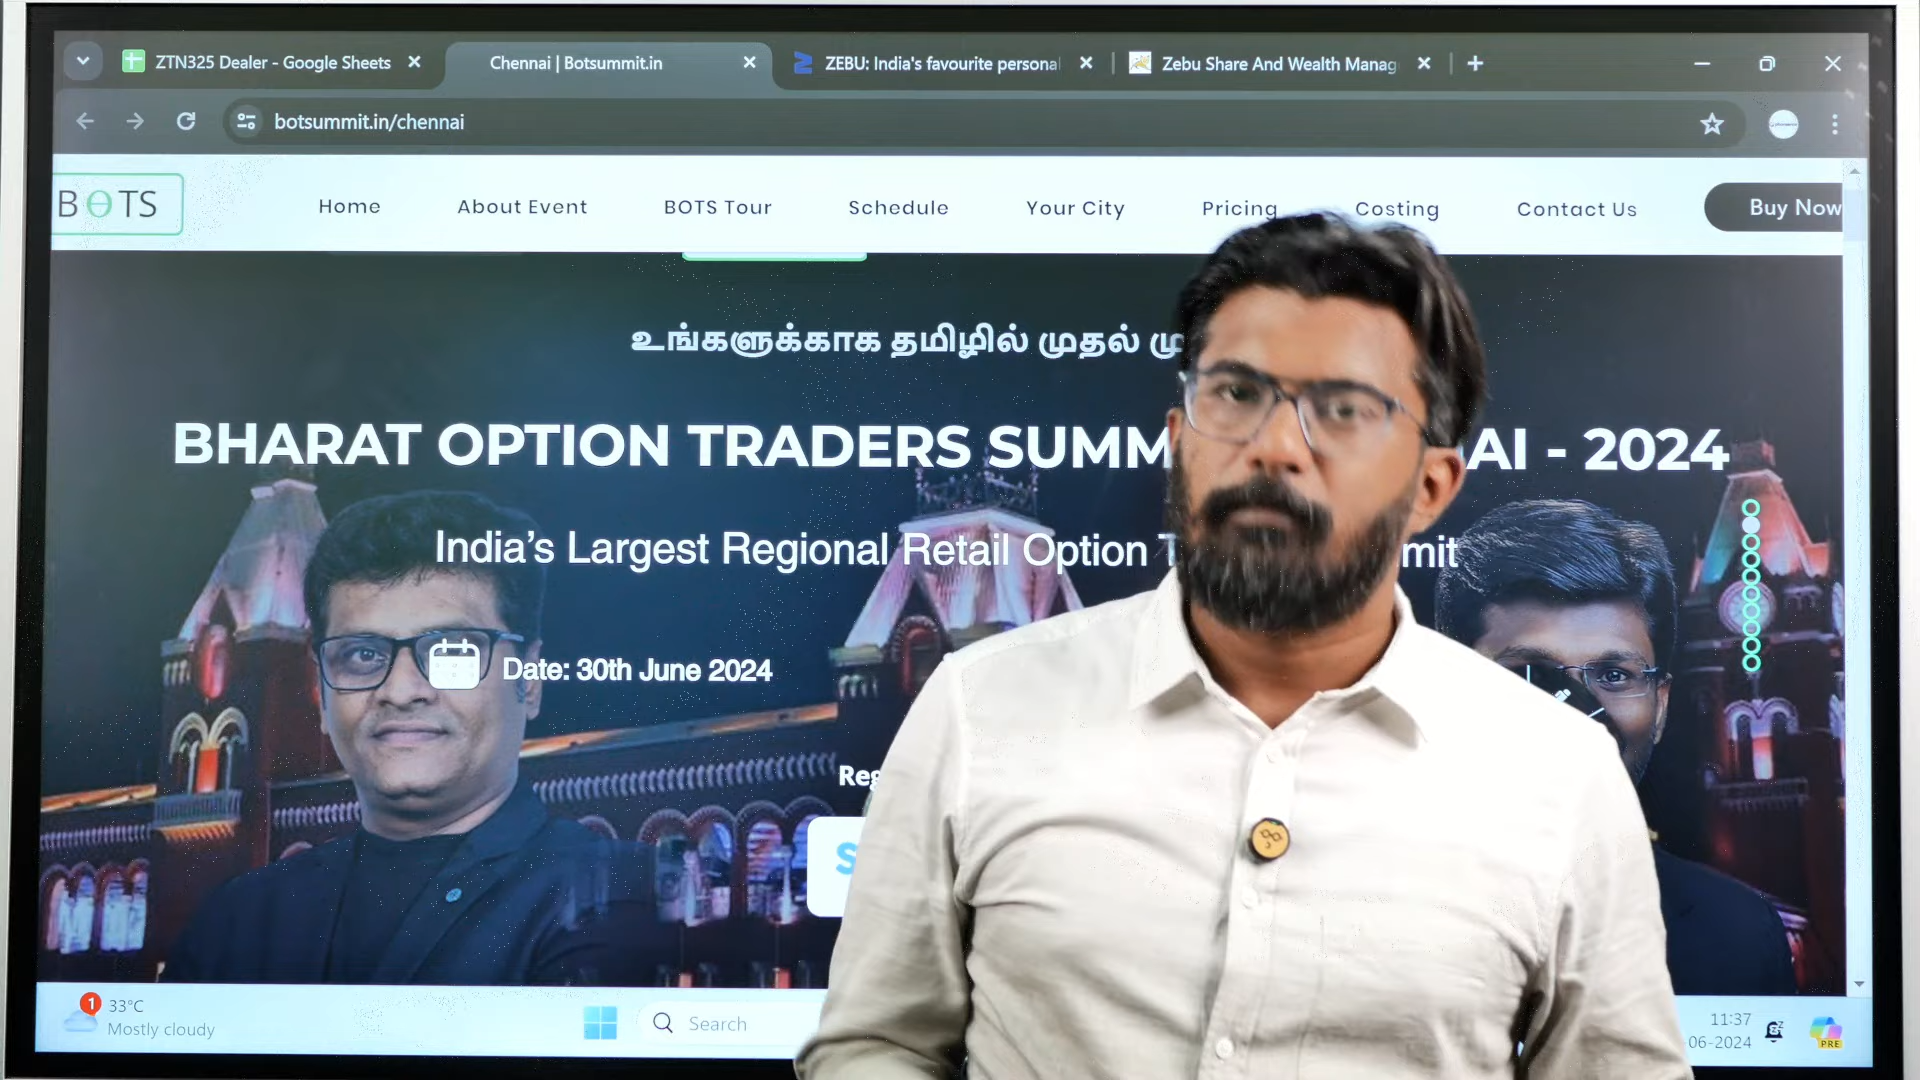 ZTN325 Dealer - Google Sheets
Chennai | Botsummit.in
ZEBU: India's favourite personal
Zebu Share And Wealth Manag
botsummit.in/chennai
BOTS
Home
About Event
BOTS Tour
Schedule
Your City
Pricing
Costing
Contact Us
Buy Now
உங்களுக்காக தமிழில் முதல் மு
BHARAT OPTION TRADERS SUMM AI - 2024
India's Largest Regional Retail Option T mit
Date: 30th June 2024
Reg
S
1
33°C
Mostly cloudy
Search
11:37
06-2024
PRE